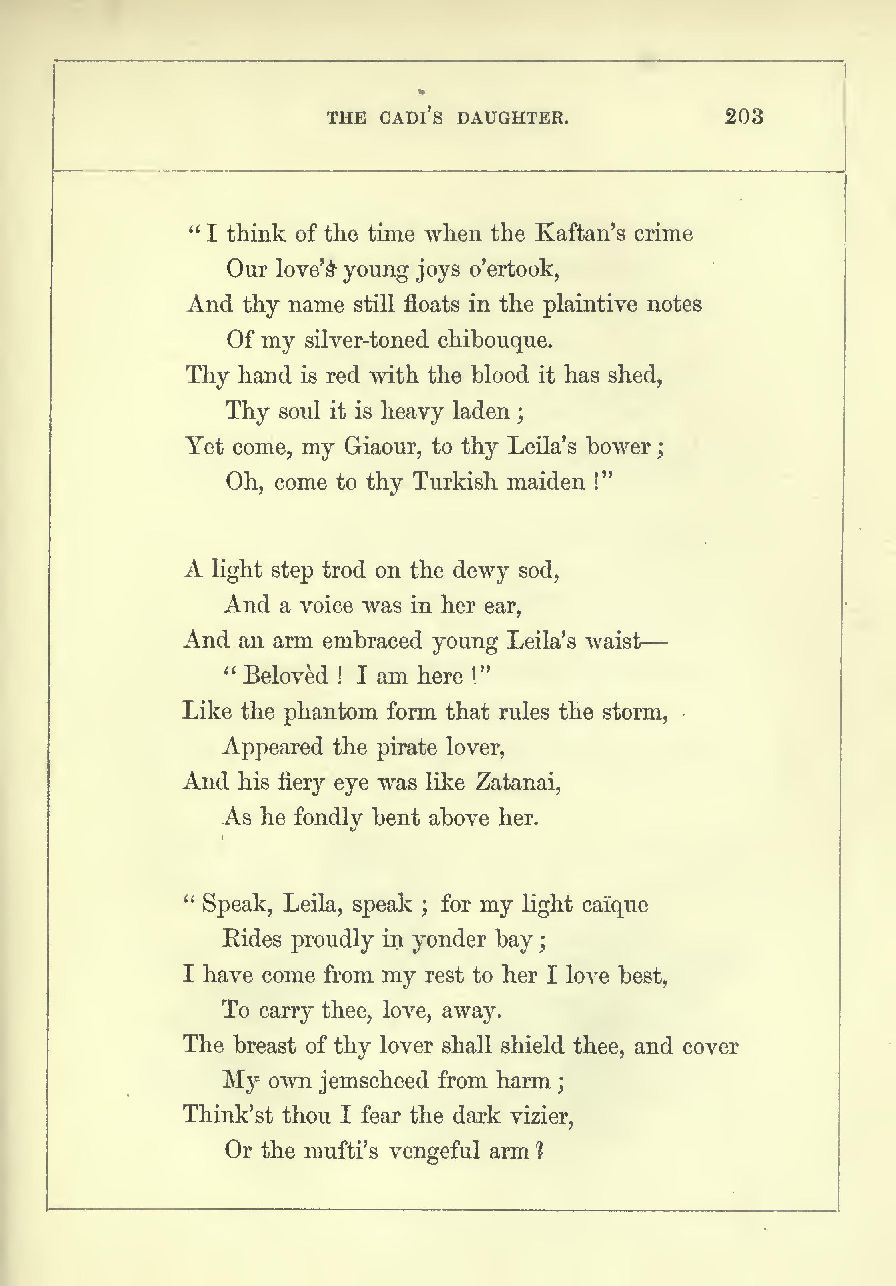 THE CADI'S DAUGHTER. 203
“ I think of the time when the Kaftan's crime
Our love's young joys o'ertook,
And thy name still floats in the plaintive notes
Of my silver-toned chibouque.
Thy hand is red with the blood it has shed,
Thy soul it is heavy laden ;
Yet come, my Giaour, to thy Leila's bower ;
Oh, come to thy Turkish maiden !”
A light step trod on the dewy sod,
And a voice was in her ear,
And an arm embraced young Leila's waist—
“ Belovèd ! I am here !”
Like the phantom form that rules the storm,
Appeared the pirate lover,
And his fiery eye was like Zatanai,
As he fondly bent above her.
“ Speak, Leila, speak ; for my light caïque
Rides proudly in yonder bay ;
I have come from my rest to her I love best,
To carry thee, love, away.
The breast of thy lover shall shield thee, and cover
My own jemscheed from harm ;
Think'st thou I fear the dark vizier,
Or the mufti's vengeful arm ?